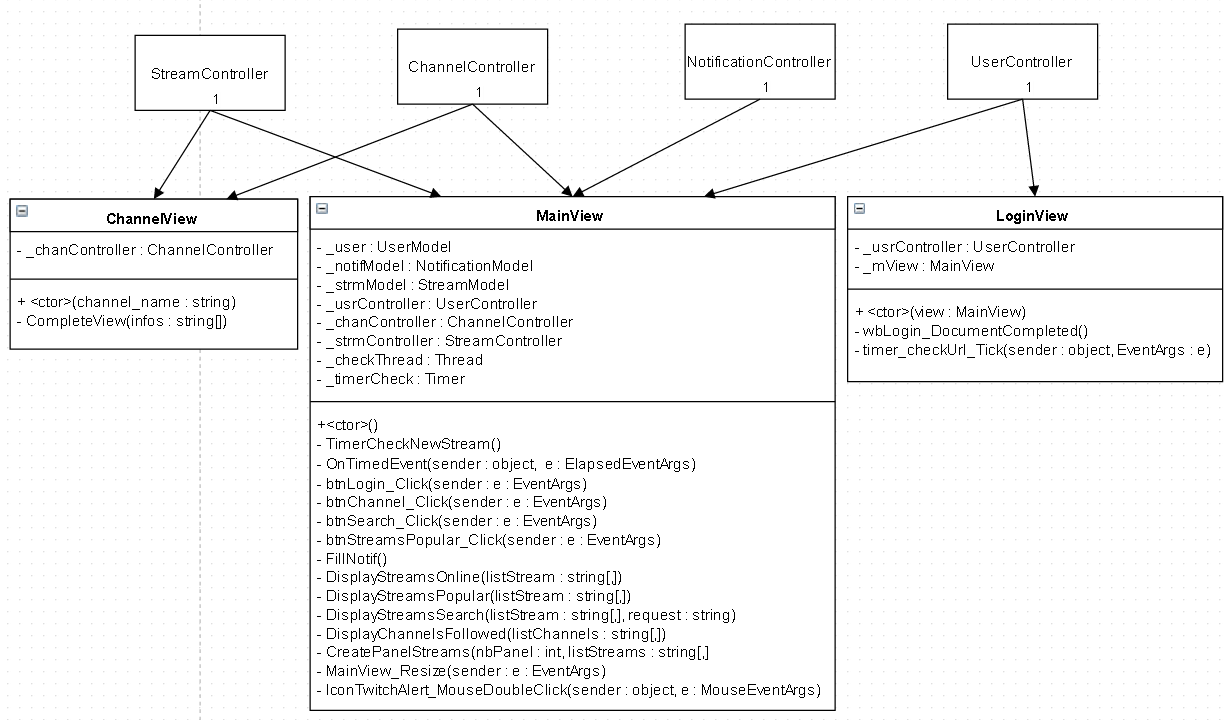 StreamController
1
ChannelController
1
NotificationController
1
UserController
1
ChannelView
- _chanController : ChannelController
+ <ctor>(channel_name : string)
- CompleteView(infos : string[])
MainView
- _user : UserModel
- _notifModel : NotificationModel
- _strmModel : StreamModel
- _usrController : UserController
- _chanController : ChannelController
- _strmController : StreamController
- _checkThread : Thread
- _timerCheck : Timer
+<ctor>()
- TimerCheckNewStream()
- OnTimedEvent(sender : object, e : ElapsedEventArgs)
- btnLogin_Click(sender : e : EventArgs)
- btnChannel_Click(sender : e : EventArgs)
- btnSearch_Click(sender : e : EventArgs)
- btnStreamsPopular_Click(sender : e : EventArgs)
- FillNotif()
- DisplayStreamsOnline(listStream : string[,])
- DisplayStreamsPopular(listStream : string[,])
- DisplayStreamsSearch(listStream : string[,], request : string)
- DisplayChannelsFollowed(listChannels : string[,])
- CreatePanelStreams(nbPanel : int, listStreams : string[,]
- MainView_Resize(sender : e : EventArgs)
- IconTwitchAlert_MouseDoubleClick(sender : object, e : MouseEventArgs)
LoginView
- _usrController : UserController
- _mView : MainView
+ <ctor>(view : MainView)
- wbLogin_DocumentCompleted()
- timer_checkUrl_Tick(sender : object, EventArgs : e)